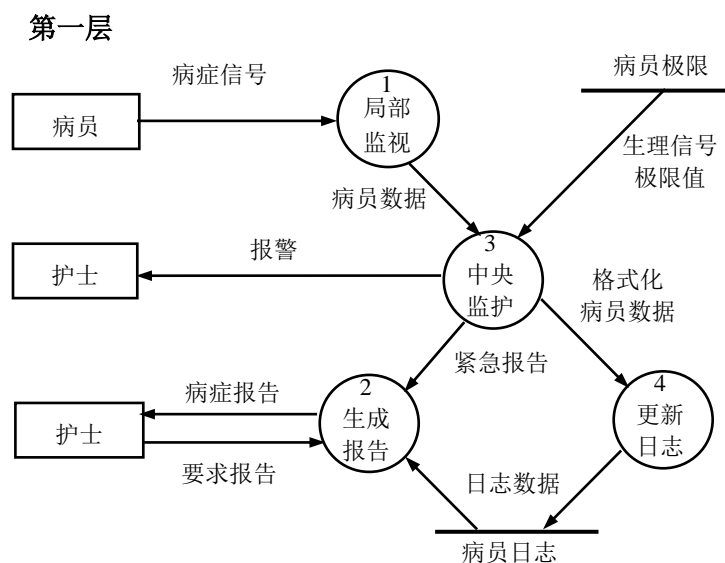 第一层
病症信号
病员极限
病员
1
局部
监视
生理信号
极限值
病员数据
报警
护士
3
中央
监护
格式化
病员数据
紧急报告
病症报告
护士
要求报告
2
生成
报告
4
更新
日志
日志数据
病员日志